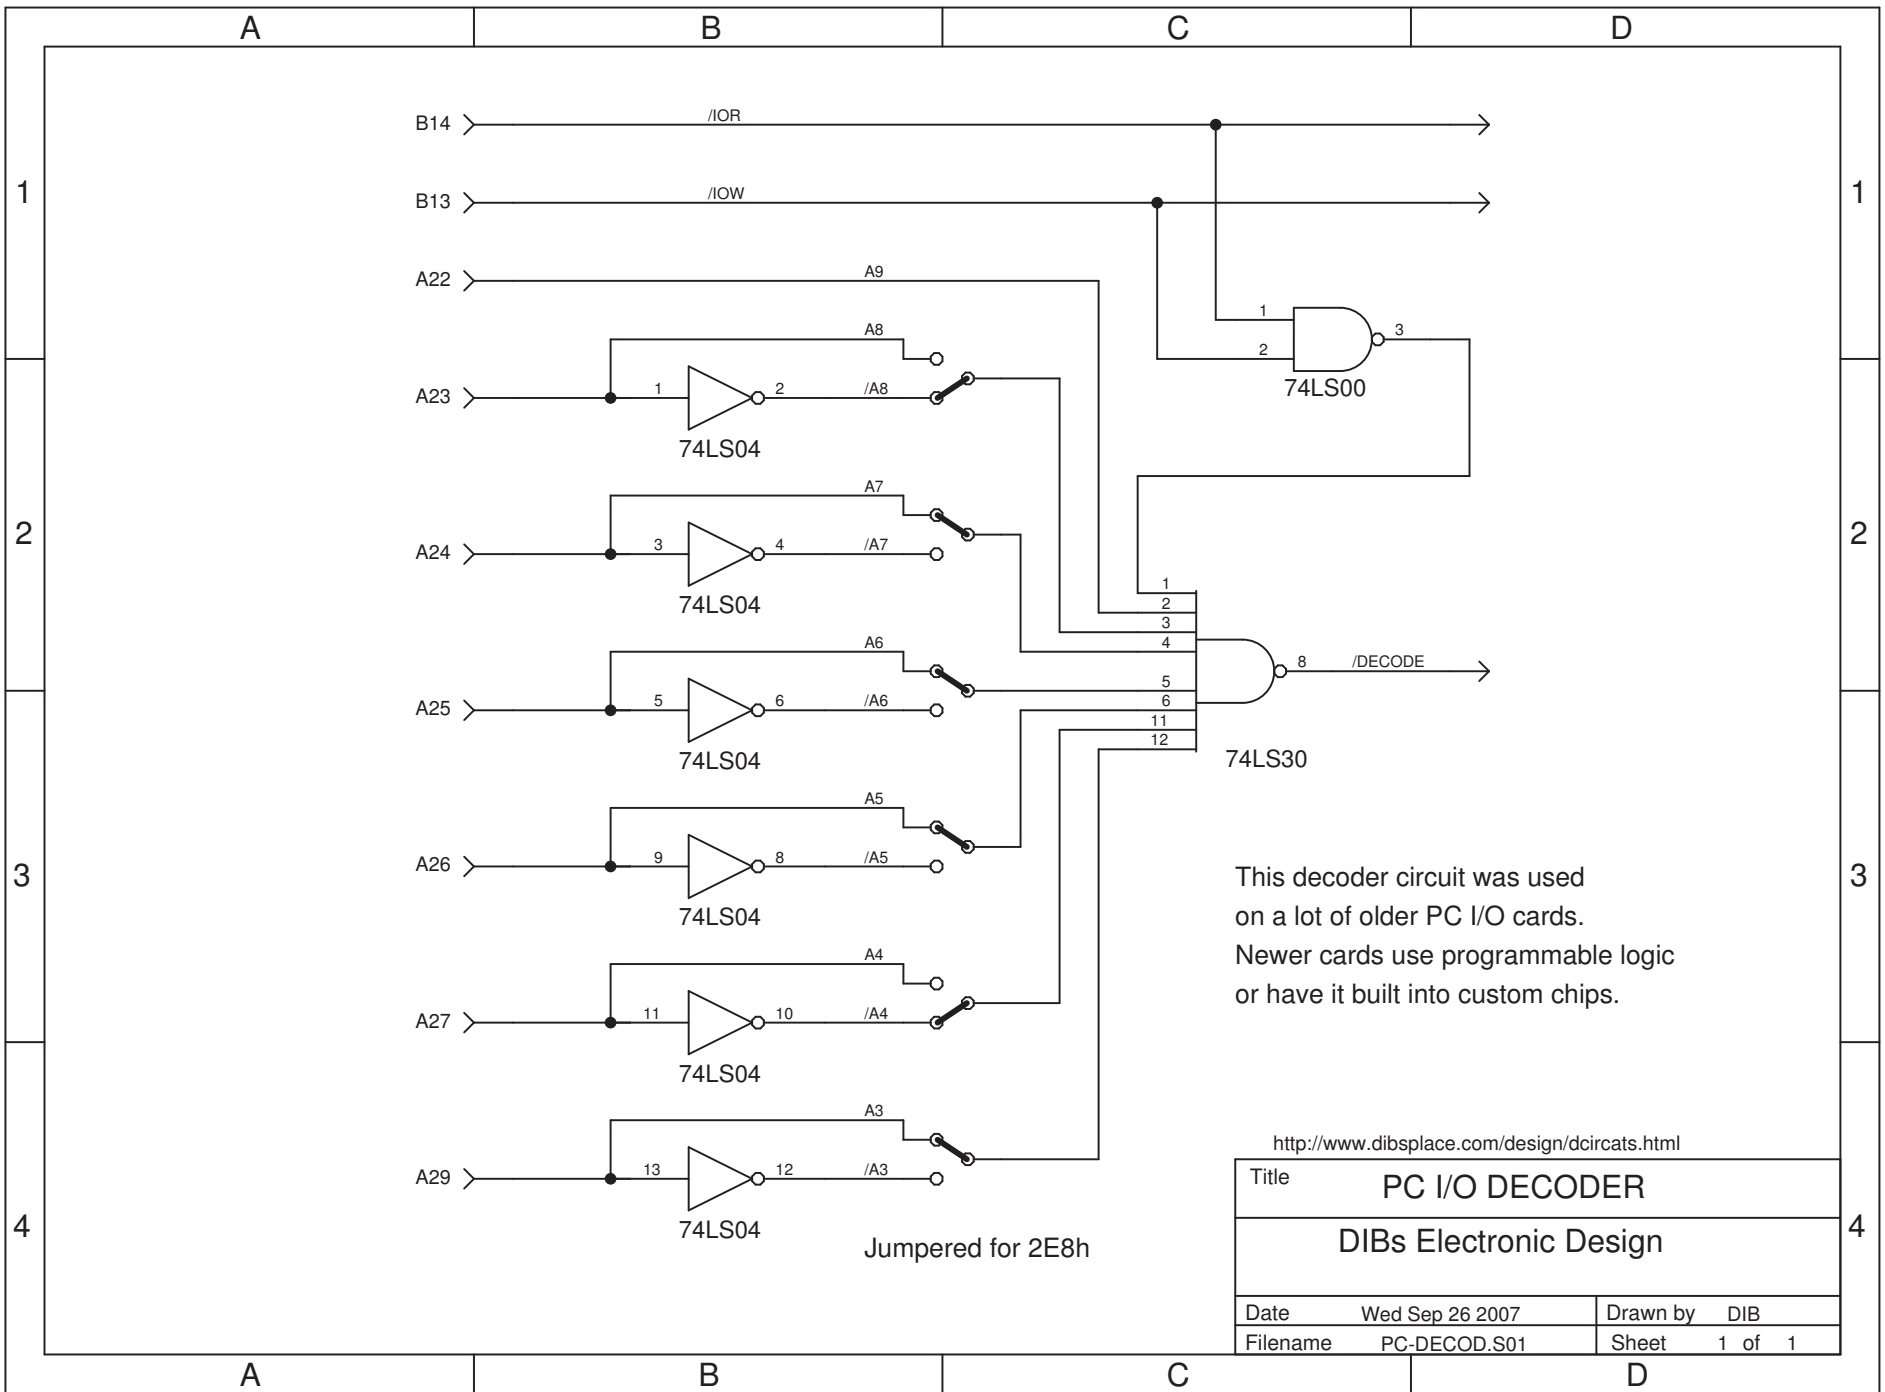 A B C D
1 1
B14 /IOR
B13 /IOW
A22 A9
1 3
2
74LS00
A8
A23 1 2 /A8
74LS04
2 2
A7
A24 3 4 /A7
74LS04
1
2
3
4
5
6
11
12
8 /DECODE
74LS30
A6
A25 5 6 /A6
74LS04
3 3
A5
A26 9 8 /A5
74LS04
This decoder circuit was used
on a lot of older PC I/O cards.
Newer cards use programmable logic
or have it built into custom chips.
A4
A27 11 10 /A4
74LS04
4 4
A3
A29 13 12 /A3
74LS04
Jumpered for 2E8h
http://www.dibsplace.com/design/dcircats.html
Title PC I/O DECODER
DIBs Electronic Design
Date Wed Sep 26 2007 Drawn by DIB
Filename PC-DECOD.S01 Sheet 1 of 1
A B C D